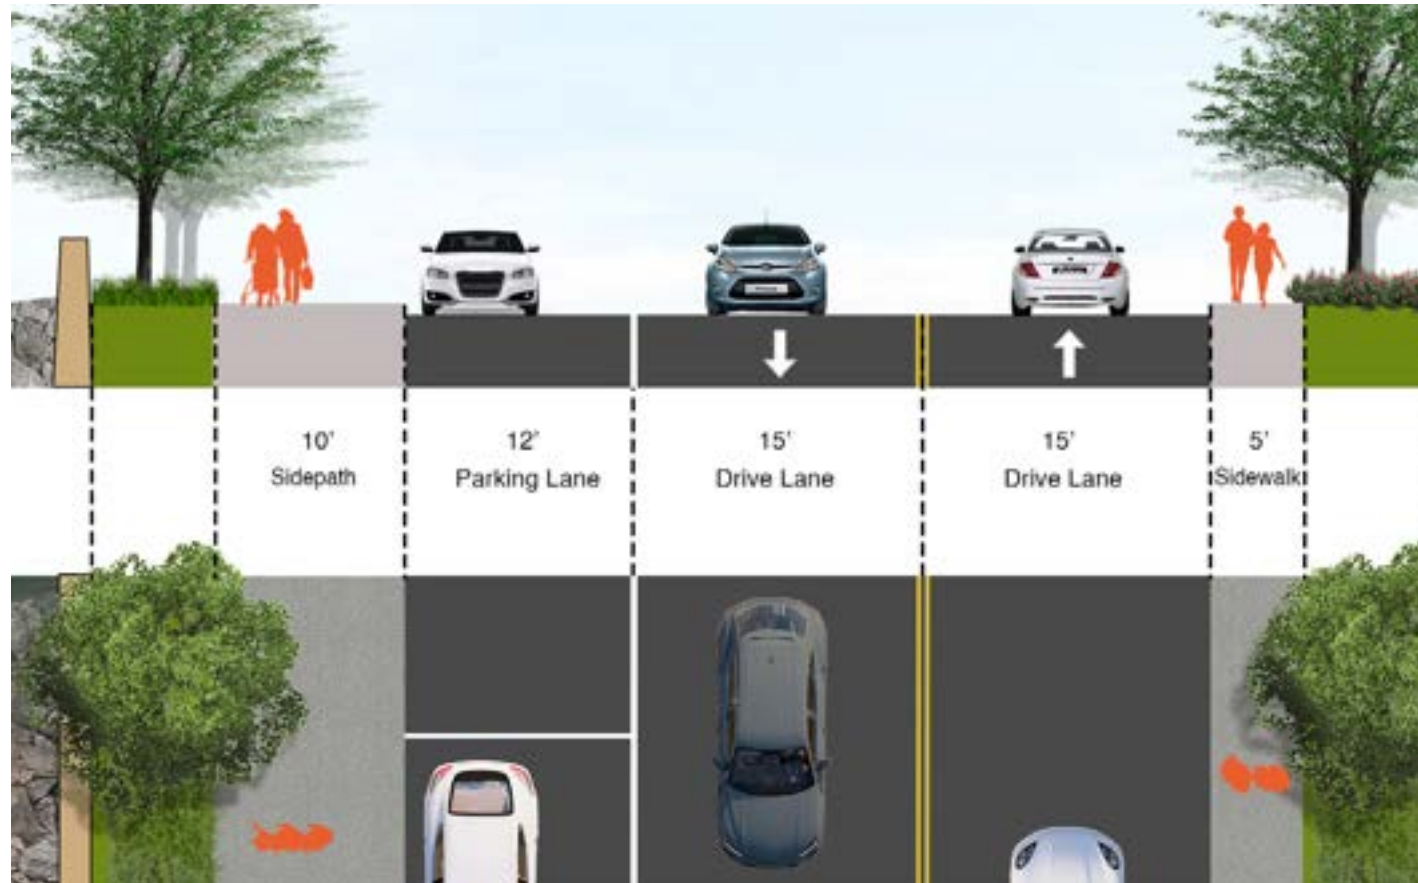 10’
Sidepath
12’
Parking Lane
15’
Drive Lane
15’
Drive Lane
5’
Sidewalk